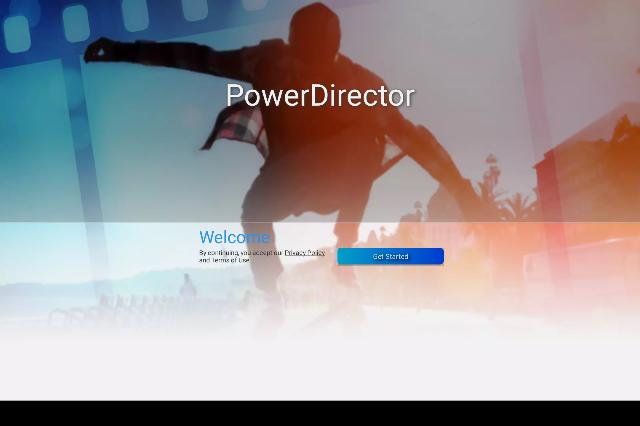 PowerDirector
Welcome
By continuing, you accept our Privacy Policy
and Terms of Use
Get Started